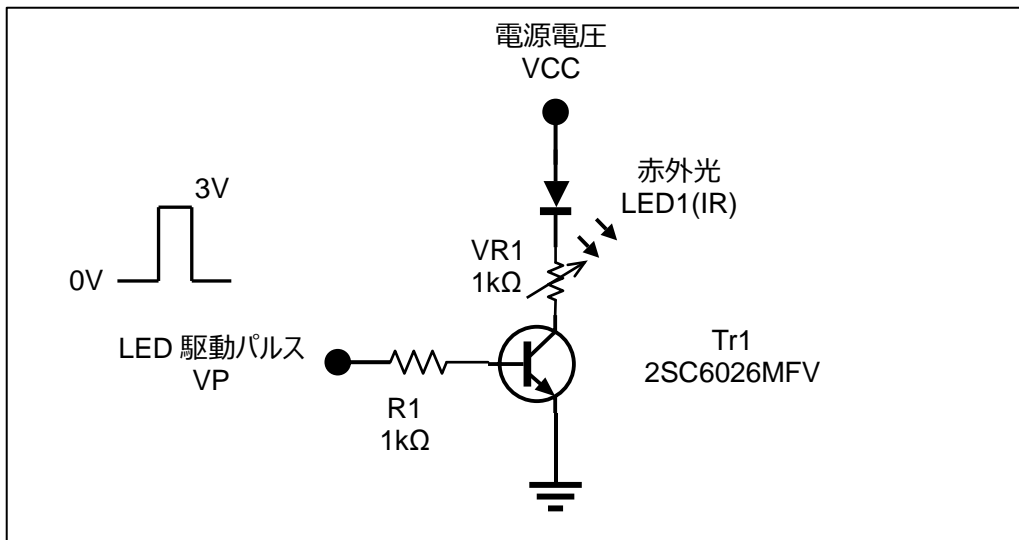 電源電圧
VCC
赤外光
LED1(IR)
3V
0V
VR1
1kΩ
LED 駆動パルス
VP
R1
1kΩ
Tr1
2SC6026MFV